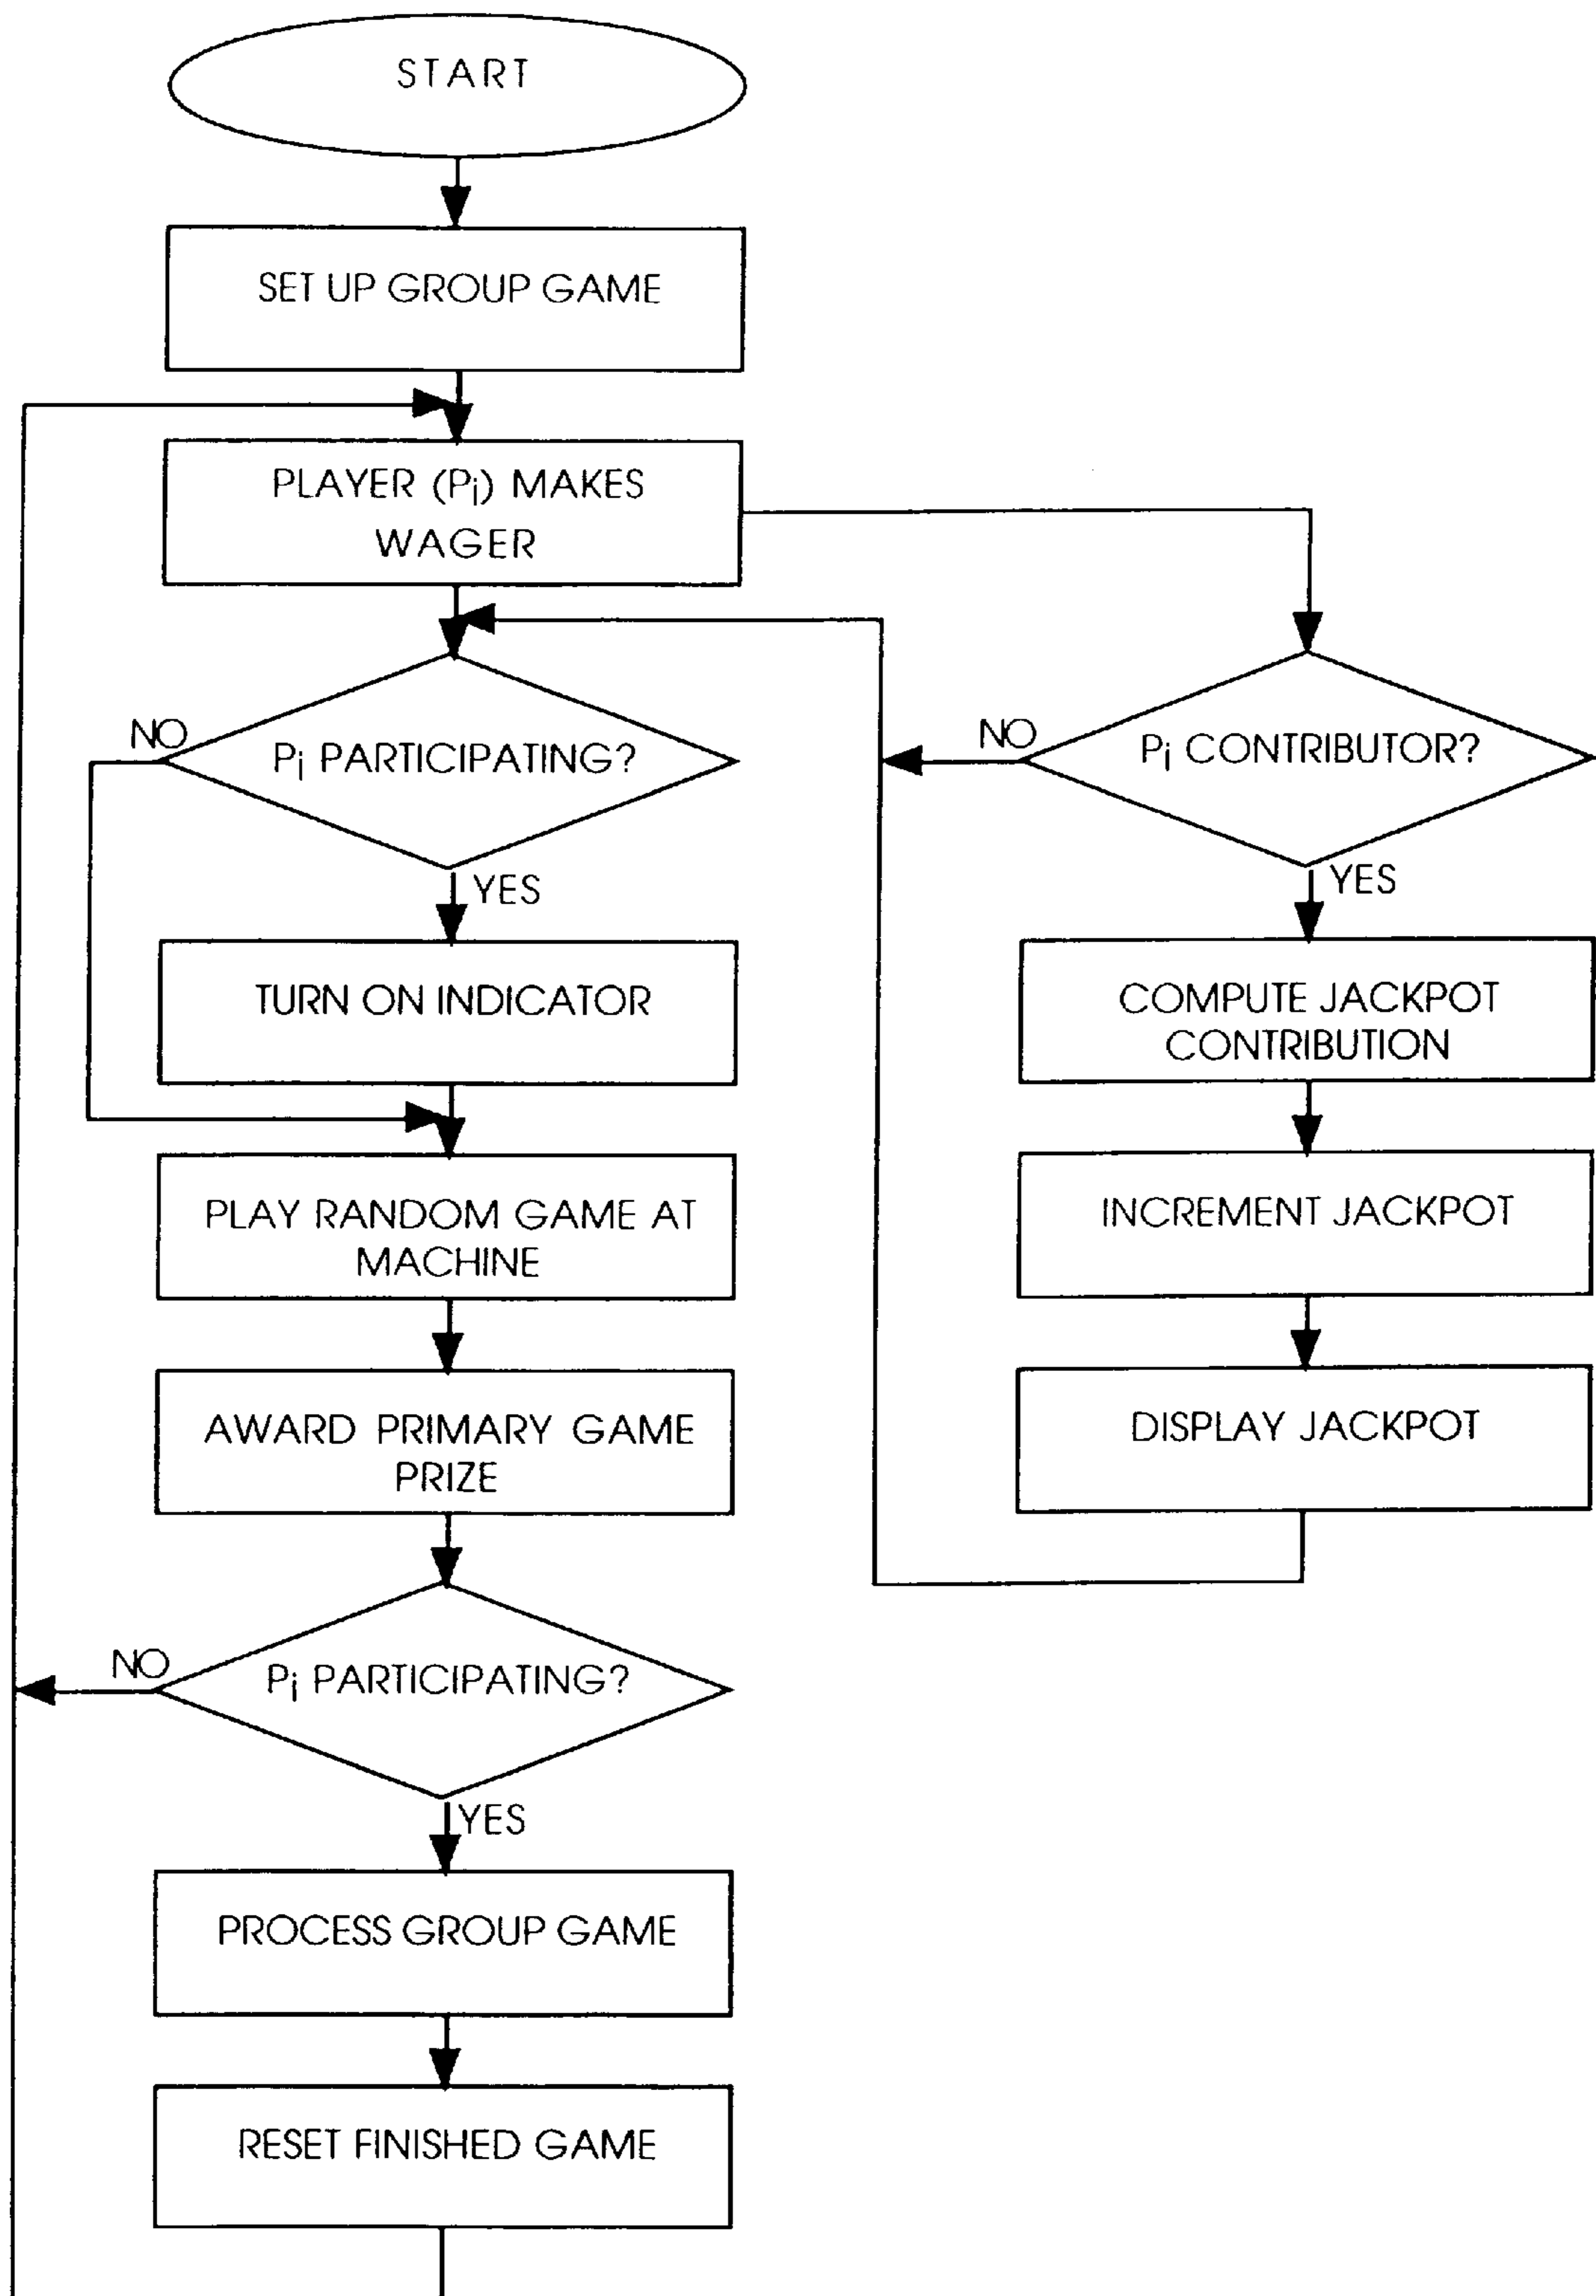 START
SET UP GROUP GAME
PLAYER (Pi) MAKES
WAGER
NO
Pi PARTICIPATING?
YES
NO
Pi CONTRIBUTOR?
YES
TURN ON INDICATOR
COMPUTE JACKPOT
CONTRIBUTION
PLAY RANDOM GAME AT
MACHINE
INCREMENT JACKPOT
AWARD PRIMARY GAME
PRIZE
DISPLAY JACKPOT
NO
Pi PARTICIPATING?
YES
PROCESS GROUP GAME
RESET FINISHED GAME